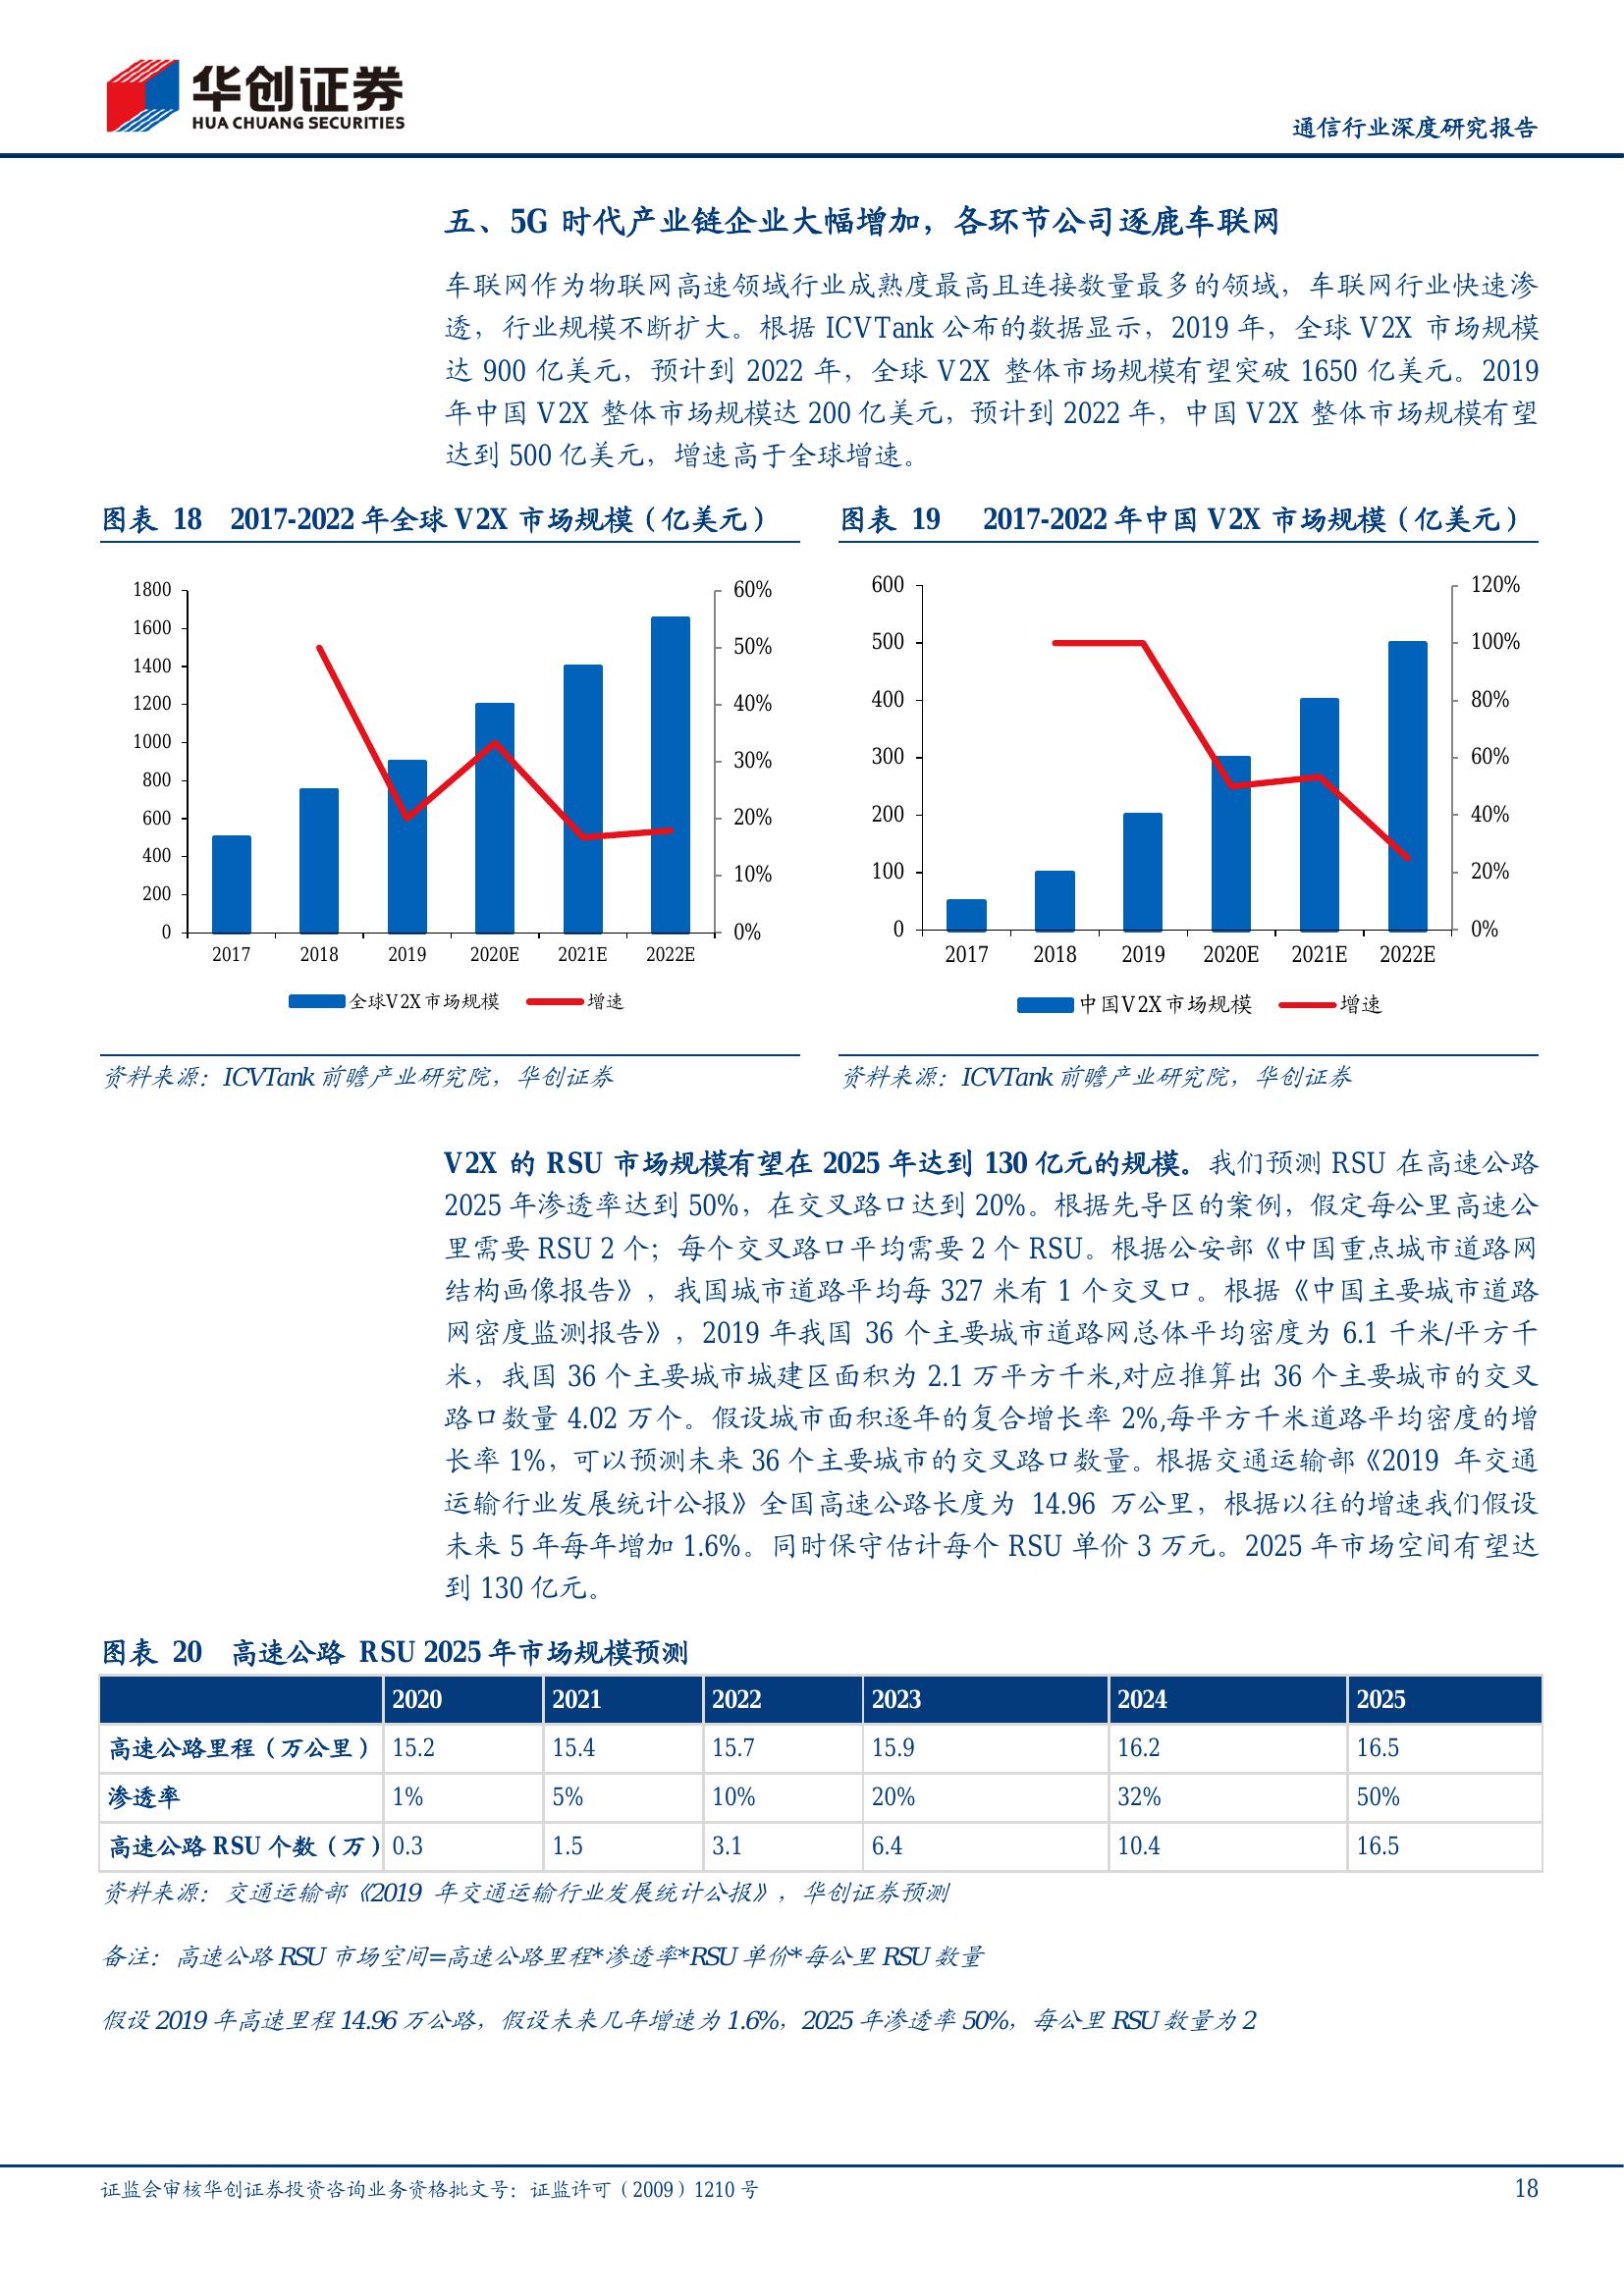 华创证券
HUA CHUANG SECURITIES
通信行业深度研究报告
五、5G 时代产业链企业大幅增加，各环节公司逐鹿车联网
车联网作为物联网高速领域行业成熟度最高且连接数量最多的领域，车联网行业快速渗
透，行业规模不断扩大。根据 ICVTank 公布的数据显示，2019 年，全球 V2X 市场规模
达 900 亿美元，预计到 2022 年，全球 V2X 整体市场规模有望突破 1650 亿美元。2019
年中国 V2X 整体市场规模达 200 亿美元，预计到 2022 年，中国 V2X 整体市场规模有望
达到 500 亿美元，增速高于全球增速。
图表 18 2017-2022 年全球 V2X 市场规模（亿美元）
1800
1600
1400
1200
1000
800
600
400
200
0
60%
50%
40%
30%
20%
10%
0%
2017 2018 2019 2020E 2021E 2022E
全球V2X市场规模 增速
资料来源：ICVTank 前瞻产业研究院，华创证券
图表 19 2017-2022 年中国 V2X 市场规模（亿美元）
600
500
400
300
200
100
0
120%
100%
80%
60%
40%
20%
0%
2017 2018 2019 2020E 2021E 2022E
中国V2X市场规模 增速
资料来源：ICVTank 前瞻产业研究院，华创证券
V2X 的 RSU 市场规模有望在 2025 年达到 130 亿元的规模。我们预测 RSU 在高速公路
2025 年渗透率达到 50%，在交叉路口达到 20%。根据先导区的案例，假定每公里高速公
里需要 RSU 2 个；每个交叉路口平均需要 2 个 RSU。根据公安部《中国重点城市道路网
结构画像报告》，我国城市道路平均每 327 米有 1 个交叉口。根据《中国主要城市道路
网密度监测报告》，2019 年我国 36 个主要城市道路网总体平均密度为 6.1 千米/平方千
米，我国 36 个主要城市城建区面积为 2.1 万平方千米,对应推算出 36 个主要城市的交叉
路口数量 4.02 万个。假设城市面积逐年的复合增长率 2%,每平方千米道路平均密度的增
长率 1%，可以预测未来 36 个主要城市的交叉路口数量。根据交通运输部《2019 年交通
运输行业发展统计公报》全国高速公路长度为 14.96 万公里，根据以往的增速我们假设
未来 5 年每年增加 1.6%。同时保守估计每个 RSU 单价 3 万元。2025 年市场空间有望达
到 130 亿元。
图表 20 高速公路 RSU 2025 年市场规模预测
2020 2021 2022 2023 2024 2025
高速公路里程（万公里） 15.2 15.4 15.7 15.9 16.2 16.5
渗透率 1% 5% 10% 20% 32% 50%
高速公路 RSU 个数（万） 0.3 1.5 3.1 6.4 10.4 16.5
资料来源：交通运输部《2019 年交通运输行业发展统计公报》，华创证券预测
备注：高速公路 RSU 市场空间=高速公路里程*渗透率*RSU 单价*每公里 RSU 数量
假设 2019 年高速里程 14.96 万公路，假设未来几年增速为 1.6%，2025 年渗透率 50%，每公里 RSU 数量为 2
证监会审核华创证券投资咨询业务资格批文号：证监许可（2009）1210 号
18